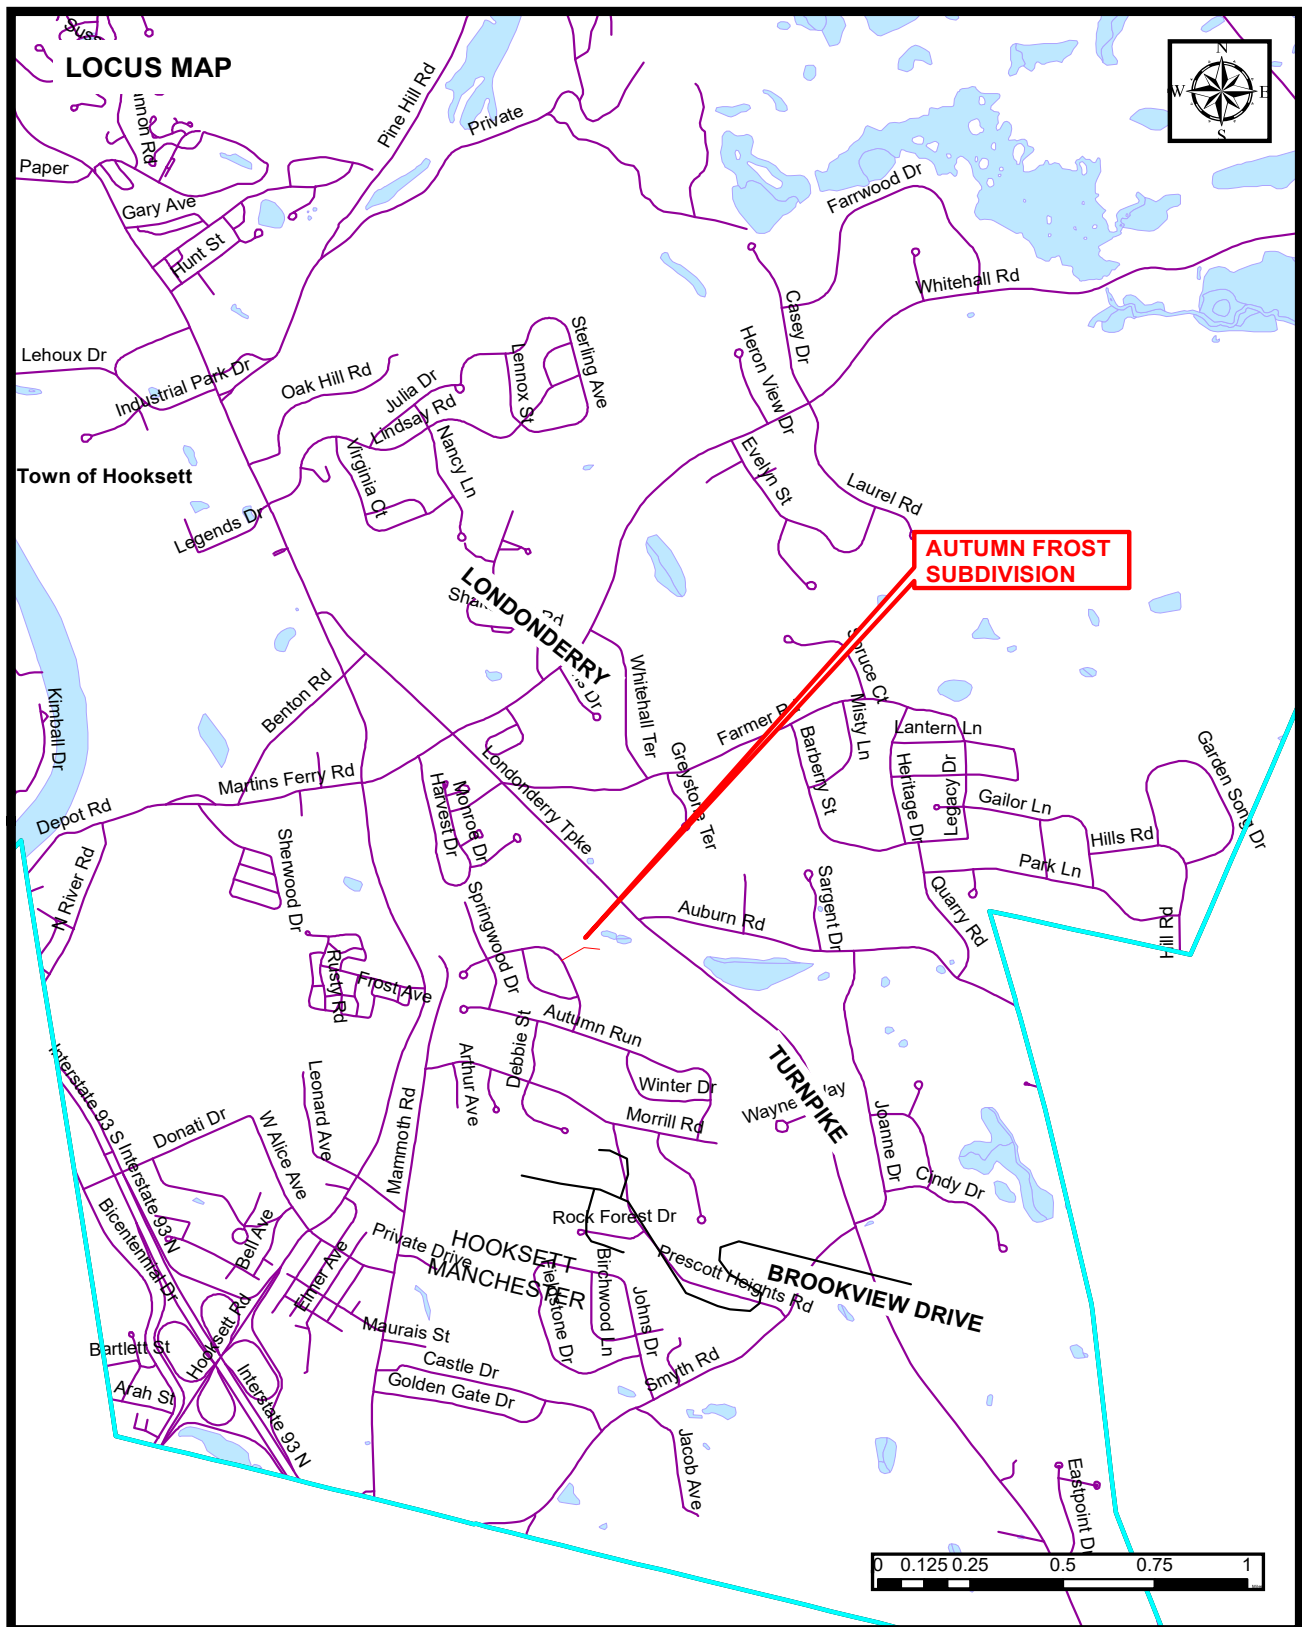 LOCUS MAP
N
W
E
S
Pine Hill Rd
Private
Paper
Gary Ave
Hunt St
Farrwood Dr
Whitehall Rd
Casey Dr
Heron View Dr
Lehoux Dr
Industrial Park Dr
Oak Hill Rd
Julia Dr
Lindsay Rd
Lennox St
Sterling Ave
Nancy Ln
Virginia Ct
Evelyn St
Laurel Rd
Town of Hooksett
Legends Dr
AUTUMN FROST
SUBDIVISION
LONDONDERRY
Kimball Dr
Benton Rd
Whitehall Ter
Spruce Ct
Misty Ln
Farmer Rd
Lantern Ln
Greystone Ter
Barberry St
Heritage Dr
Legacy Dr
Gailor Ln
Garden Song Dr
Martins Ferry Rd
Londonderry Tpke
Harvest Dr
Monroe Dr
Depot Rd
Hills Rd
Park Ln
N River Rd
Sherwood Dr
Springwood Dr
Auburn Rd
Sargent Dr
Quarry Rd
Hill Rd
Rusty Rd
Frost Ave
Autumn Run
Debbie St
Arthur Ave
Winter Dr
Morrill Rd
TURNPIKE
Joanne Dr
Cindy Dr
Interstate 93 S
Interstate 93 N
Donati Dr
Leonard Ave
W Alice Ave
Mammoth Rd
Bicentennial Dr
Bell Ave
Elmer Ave
Private Drive
HOOKSETT
MANCHESTER
Rock Forest Dr
Prescott Heights Rd
BROOKVIEW DRIVE
Fieldstone Dr
Birchwood Ln
Johns Dr
Maurais St
Hooksett Rd
Bartlett St
Arah St
Castle Dr
Golden Gate Dr
Smyth Rd
Interstate 93 N
Jacob Ave
Eastpoint Dr
0 0.125 0.25 0.5 0.75 1